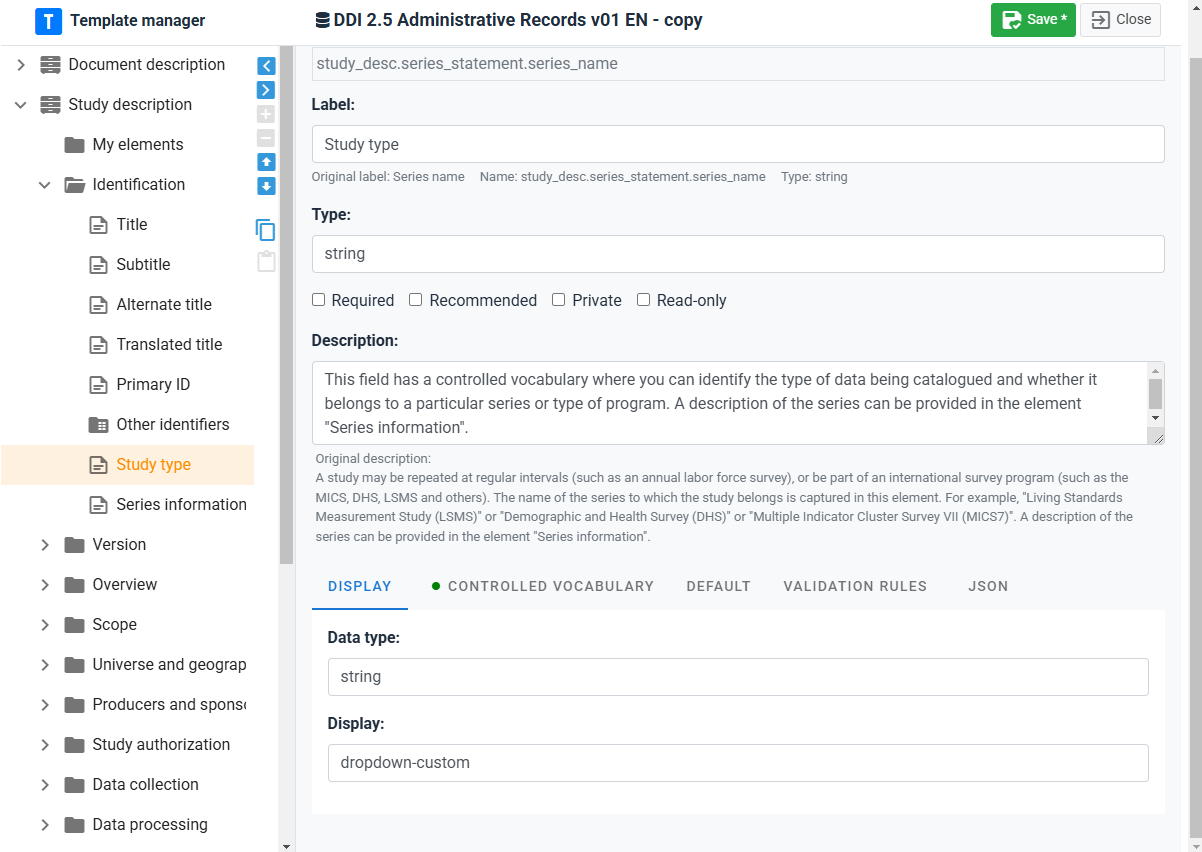 T Template manager
DDI 2.5 Administrative Records v01 EN - copy
Save *
Close
Document description
Study description
My elements
Identification
Title
Subtitle
Alternate title
Translated title
Primary ID
Other identifiers
Study type
Series information
Version
Overview
Scope
Universe and geograp
Producers and sponso
Study authorization
Data collection
Data processing
study_desc.series_statement.series_name
Label:
Study type
Original label: Series name Name: study_desc.series_statement.series_name Type: string
Type:
string
Required Recommended Private Read-only
Description:
This field has a controlled vocabulary where you can identify the type of data being catalogued and whether it
belongs to a particular series or type of program. A description of the series can be provided in the element
"Series information".
Original description:
A study may be repeated at regular intervals (such as an annual labor force survey), or be part of an international survey program (such as the
MICS, DHS, LSMS and others). The name of the series to which the study belongs is captured in this element. For example, "Living Standards
Measurement Study (LSMS)" or "Demographic and Health Survey (DHS)" or "Multiple Indicator Cluster Survey VII (MICS7)". A description of the
series can be provided in the element "Series information".
DISPLAY CONTROLLED VOCABULARY DEFAULT VALIDATION RULES JSON
Data type:
string
Display:
dropdown-custom